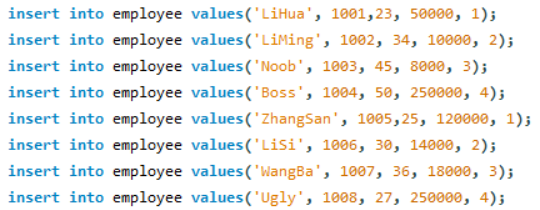 insert into employee values('LiHua', 1001,23, 50000, 1);
insert into employee values('LiMing', 1002, 34, 10000, 2);
insert into employee values('Noob', 1003, 45, 8000, 3);
insert into employee values('Boss', 1004, 50, 250000, 4);
insert into employee values('ZhangSan', 1005,25, 120000, 1);
insert into employee values('LiSi', 1006, 30, 14000, 2);
insert into employee values('WangBa', 1007, 36, 18000, 3);
insert into employee values('Ugly', 1008, 27, 250000, 4);